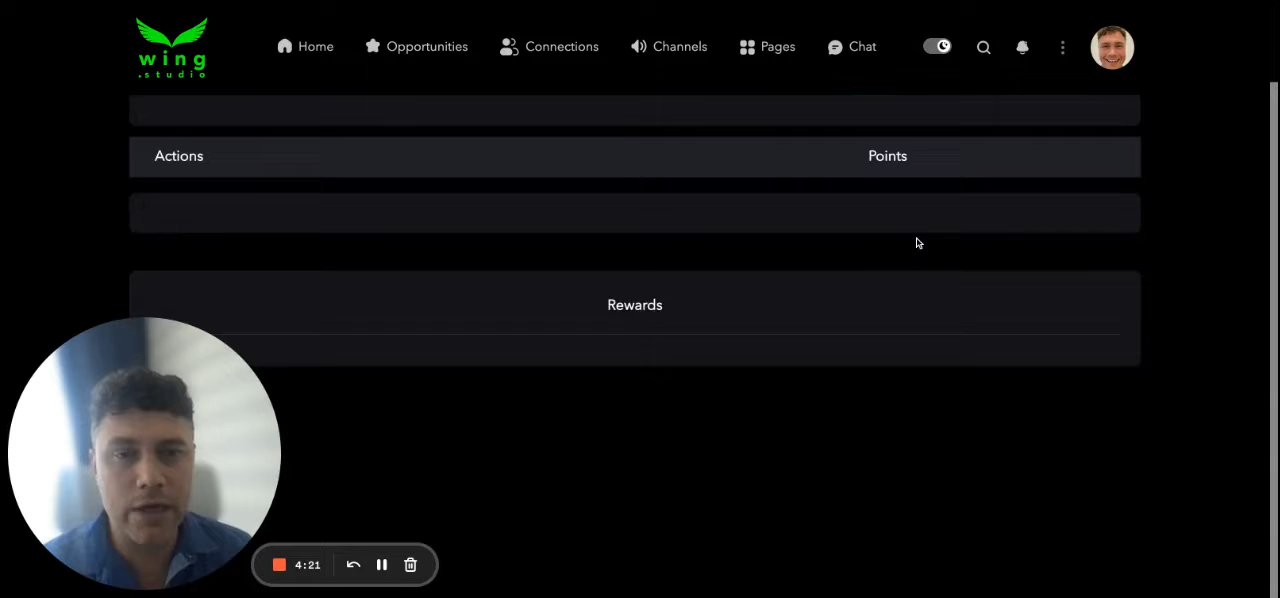 wing
.studio
Home
Opportunities
Connections
Channels
Pages
Chat
Actions
Points
Rewards
4:21